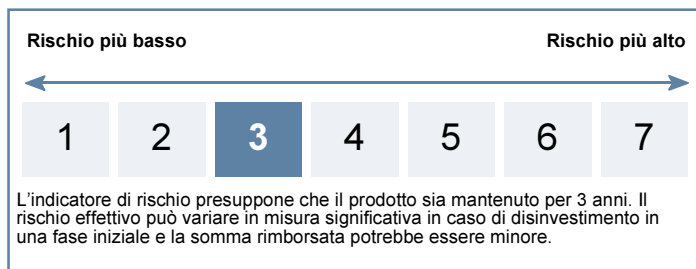 Rischio più basso Rischio più alto
1 2 3 4 5 6 7
L'indicatore di rischio presuppone che il prodotto sia mantenuto per 3 anni. Il
rischio effettivo può variare in misura significativa in caso di disinvestimento in
una fase iniziale e la somma rimborsata potrebbe essere minore.